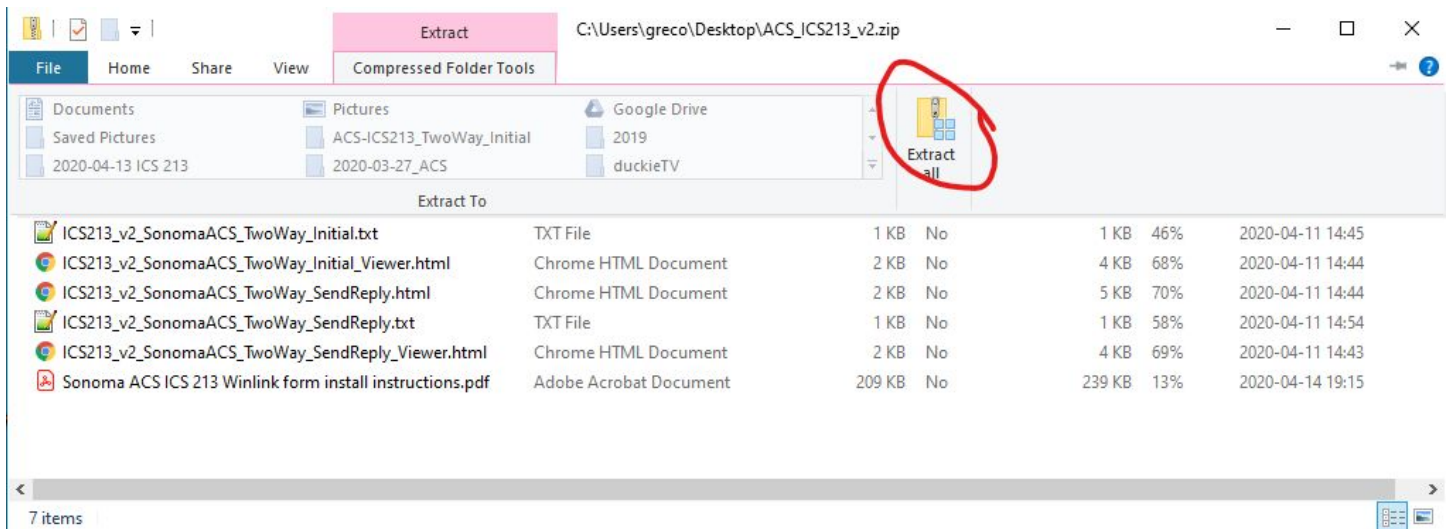 Extract C:\Users\greco\Desktop\ACS_ICS213_v2.zip
File Home Share View Compressed Folder Tools
Documents Pictures Google Drive
Saved Pictures ACS-ICS213_TwoWay_Initial 2019
2020-04-13 ICS 213 2020-03-27_ACS duckieTV
Extract
all
Extract To
ICS213_v2_SonomaACS_TwoWay_Initial.txt TXT File 1 KB No 1 KB 46% 2020-04-11 14:45
ICS213_v2_SonomaACS_TwoWay_Initial_Viewer.html Chrome HTML Document 2 KB No 4 KB 68% 2020-04-11 14:44
ICS213_v2_SonomaACS_TwoWay_SendReply.html Chrome HTML Document 2 KB No 5 KB 70% 2020-04-11 14:44
ICS213_v2_SonomaACS_TwoWay_SendReply.txt TXT File 1 KB No 1 KB 58% 2020-04-11 14:54
ICS213_v2_SonomaACS_TwoWay_SendReply_Viewer.html Chrome HTML Document 2 KB No 4 KB 69% 2020-04-11 14:43
Sonoma ACS ICS 213 Winlink form install instructions.pdf Adobe Acrobat Document 209 KB No 239 KB 13% 2020-04-14 19:15
7 items